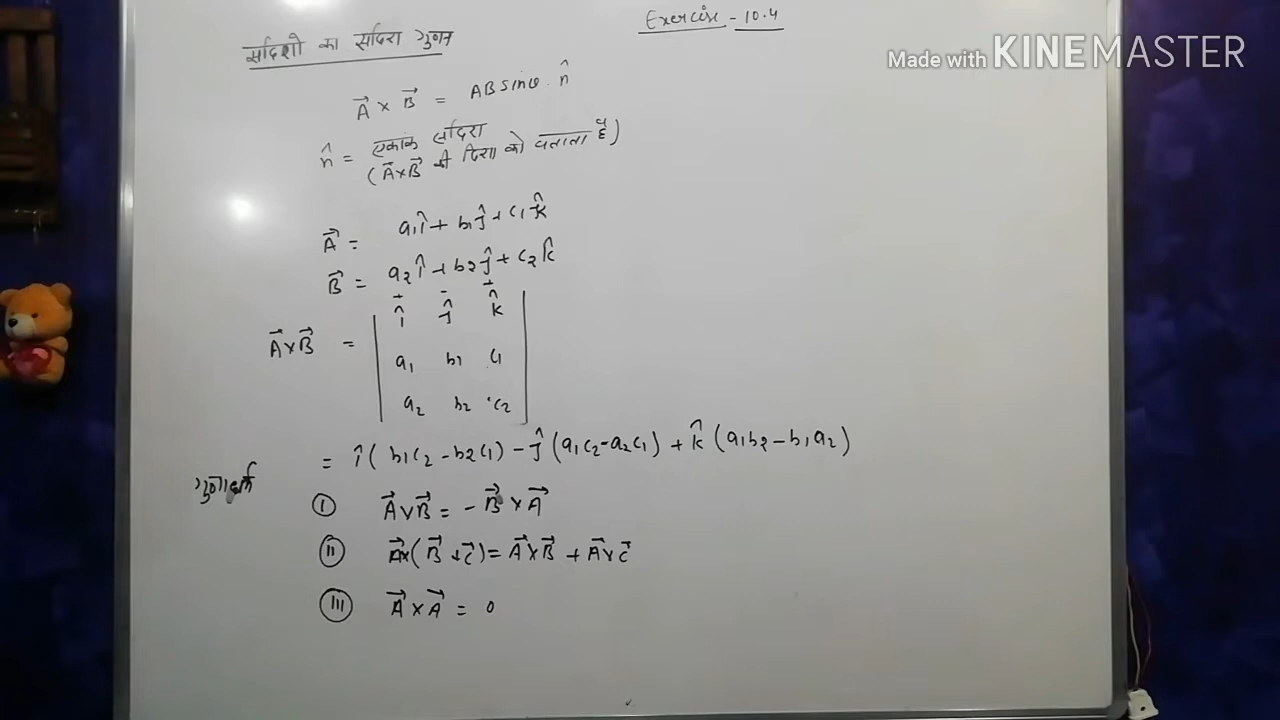 Exercise - 10.4
Made with KINEMASTER
सदिशो का सदिश गुणन
A⃗ × B⃗ = AB sinθ . n̂
n̂ = एकांक सदिश
(A⃗×B⃗ की दिशा को बताता है)
A⃗ = a₁î + b₁ĵ + c₁k̂
B⃗ = a₂î + b₂ĵ + c₂k̂
+ - +
î ĵ k̂
A⃗×B⃗ = a₁ b₁ c₁
a₂ b₂ c₂
= î ( b₁c₂ - b₂c₁) - ĵ (a₁c₂ - a₂c₁) + k̂ (a₁b₂ - b₁a₂)
गुणधर्म
I A⃗×B⃗ = - B⃗ × A⃗
II A⃗×( B⃗ + C⃗ ) = A⃗×B⃗ + A⃗×C⃗
III A⃗ × A⃗ = 0